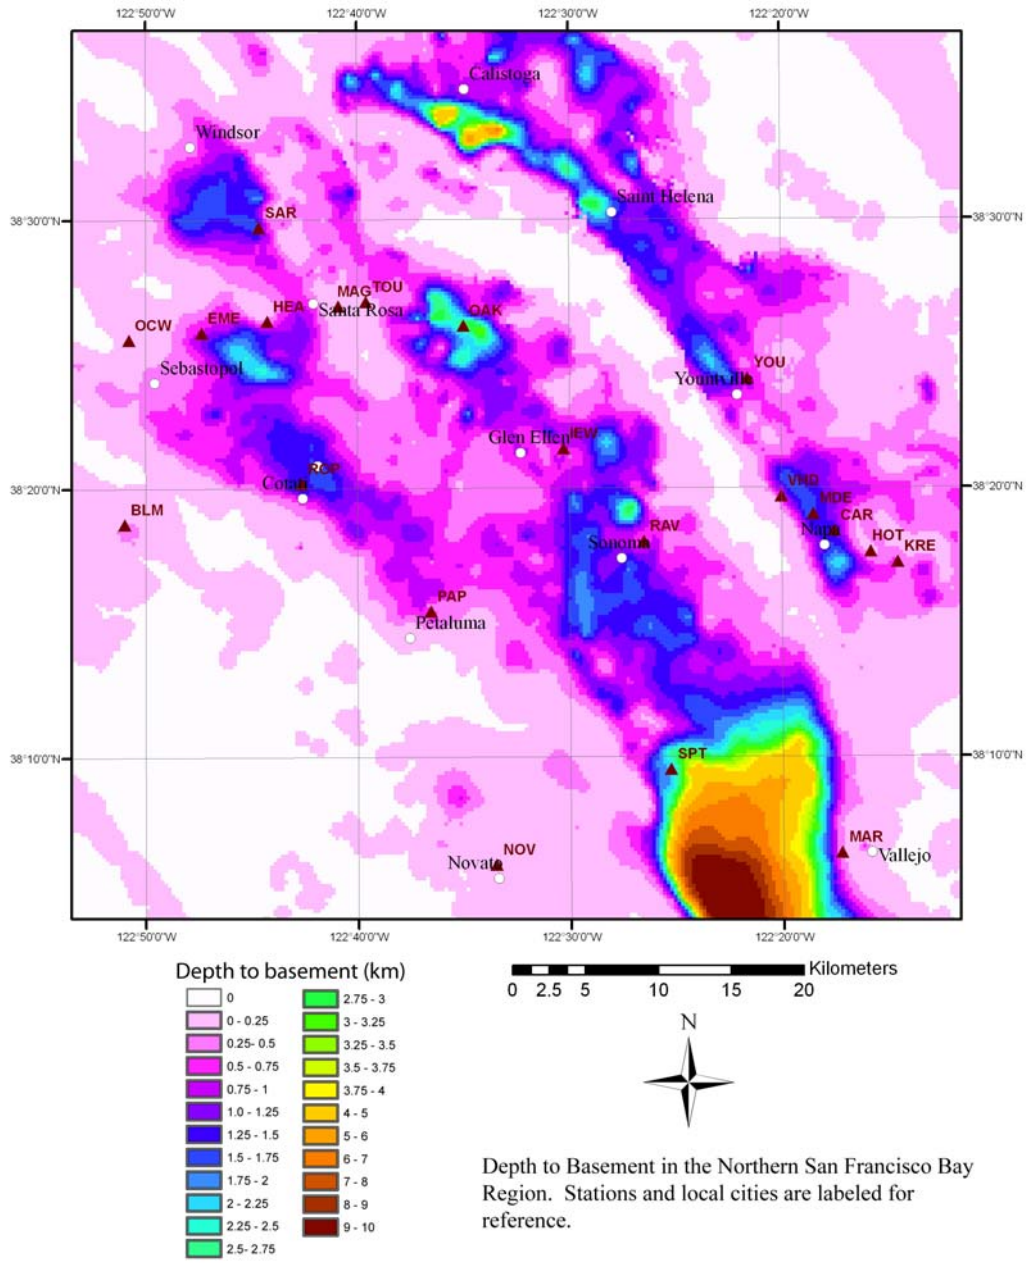 122°50'0"W 122°40'0"W 122°30'0"W 122°20'0"W
Calistoga
Windsor
Saint Helena
38°30'0"N 38°30'0"N
SAR
MAG TOU
Santa Rosa
OAK
HEA
EME
OCW
Sebastopol
YOU
Yountville
Glen Ellen
JEW
ROP
Cotati
38°20'0"N 38°20'0"N
VHD
MDE
CAR
Napa
HOT
KRE
BLM
RAV
Sonoma
PAP
Petaluma
38°10'0"N 38°10'0"N
SPT
MAR
Vallejo
NOV
Novato
122°50'0"W 122°40'0"W 122°30'0"W 122°20'0"W
Depth to basement (km)
0
0 - 0.25
0.25- 0.5
0.5 - 0.75
0.75 - 1
1.0 - 1.25
1.25 - 1.5
1.5 - 1.75
1.75 - 2
2 - 2.25
2.25 - 2.5
2.5- 2.75
2.75 - 3
3 - 3.25
3.25 - 3.5
3.5 - 3.75
3.75 - 4
4 - 5
5 - 6
6 - 7
7 - 8
8 - 9
9 - 10
Kilometers
0 2.5 5 10 15 20
N
Depth to Basement in the Northern San Francisco Bay
Region. Stations and local cities are labeled for
reference.